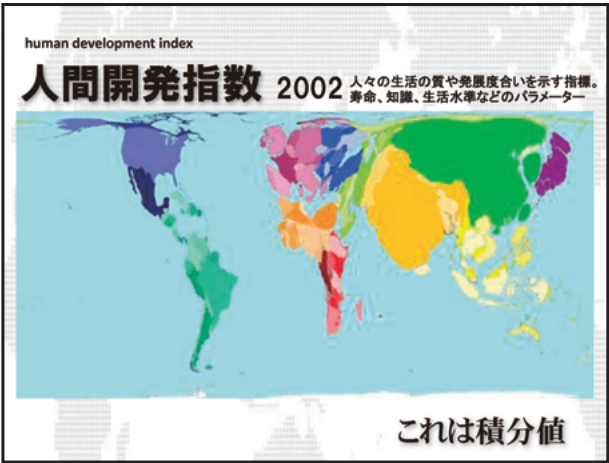 human development index
人間開発指数 2002 人々の生活の質や発展度合いを示す指標。
寿命、知識、生活水準などのパラメーター
これは積分値